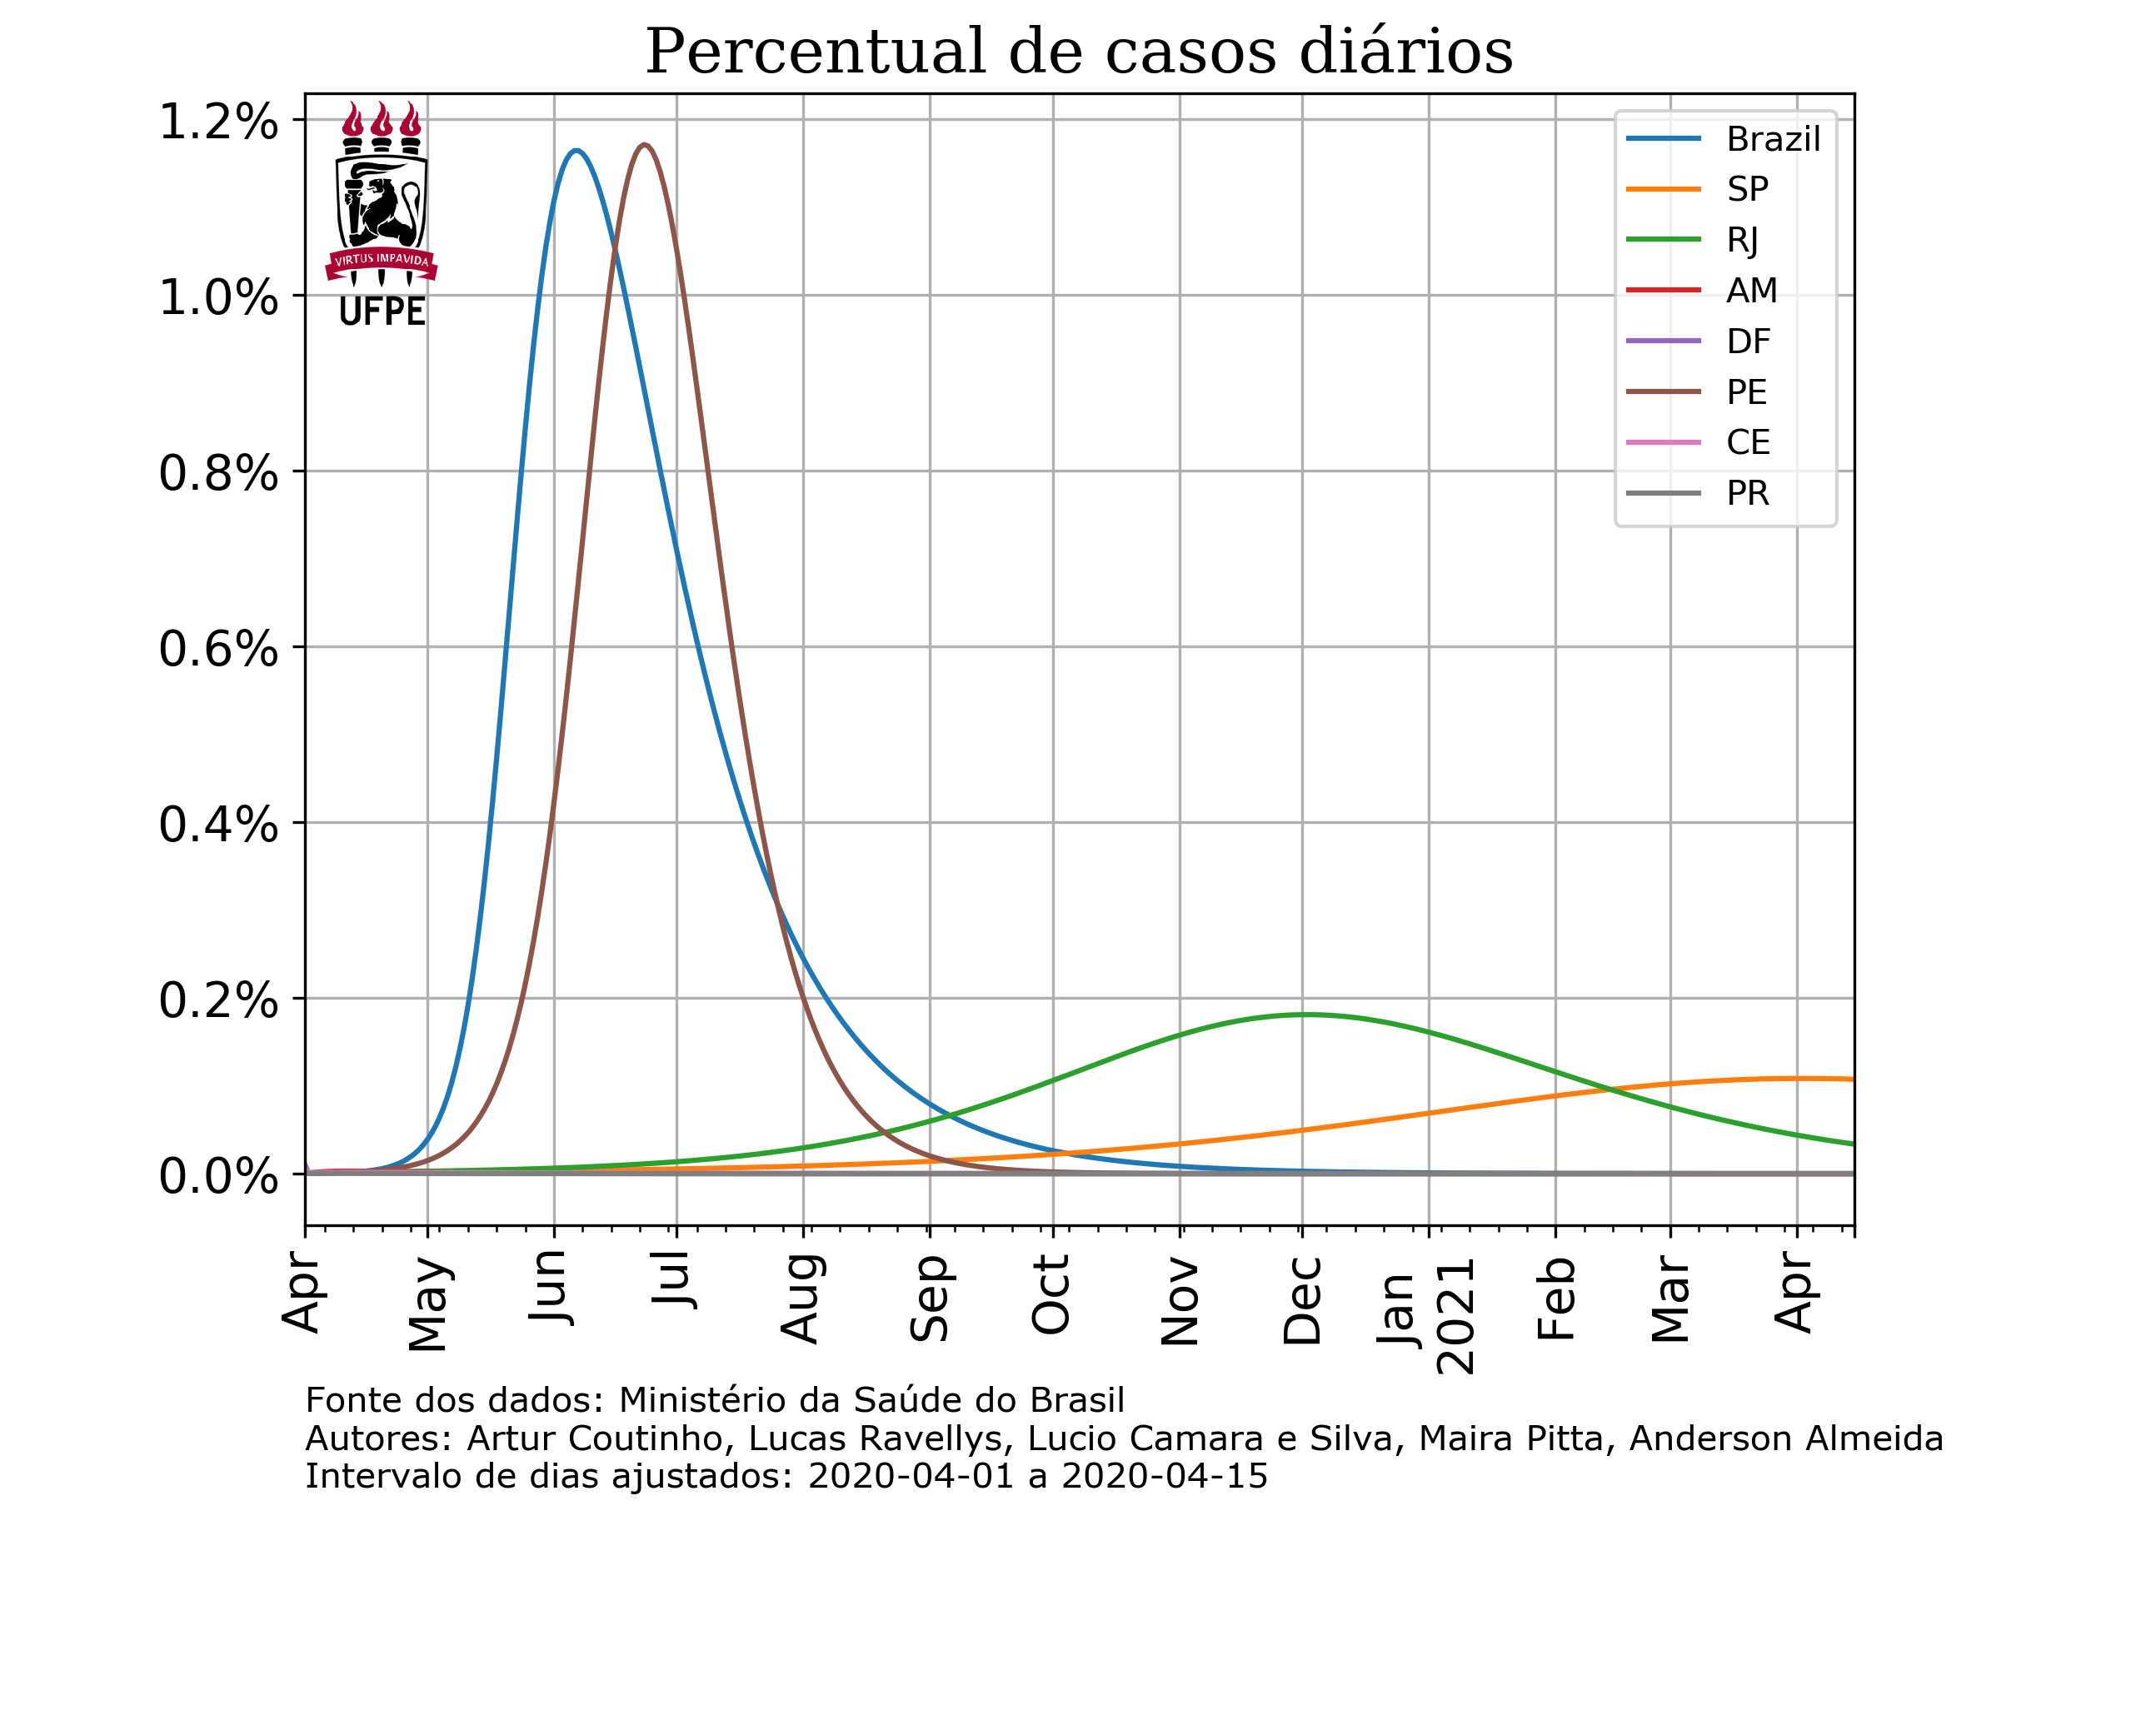 Percentual de casos diários
1.2%
1.0%
0.8%
0.6%
0.4%
0.2%
0.0%
VIRTUS IMPAVIDA
UFPE
Brazil
SP
RJ
AM
DF
PE
CE
PR
Apr
May
Jun
Jul
Aug
Sep
Oct
Nov
Dec
Jan
2021
Feb
Mar
Apr
Fonte dos dados: Ministério da Saúde do Brasil
Autores: Artur Coutinho, Lucas Ravellys, Lucio Camara e Silva, Maira Pitta, Anderson Almeida
Intervalo de dias ajustados: 2020-04-01 a 2020-04-15